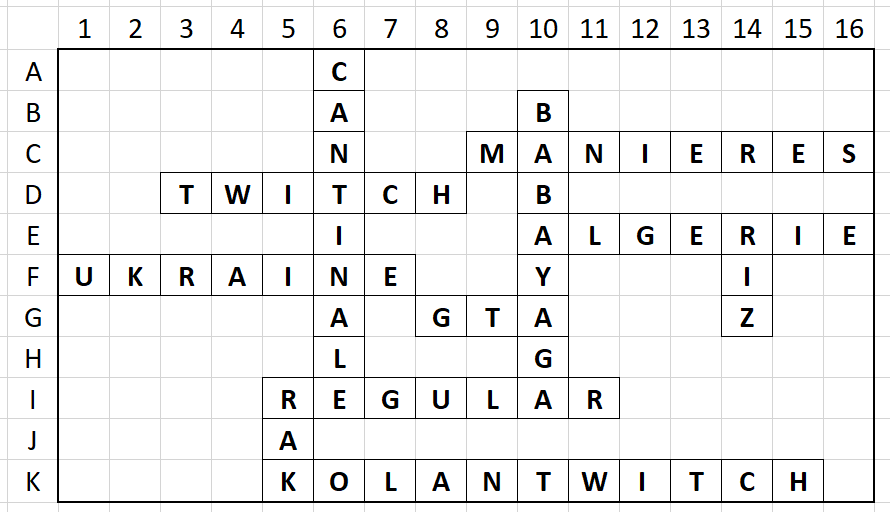 1 2 3 4 5 6 7 8 9 10 11 12 13 14 15 16
A C
B A B
C N M A N I E R E S
D T W I T C H B
E I A L G E R I E
F U K R A I N E Y I
G A G T A Z
H L G
I R E G U L A R
J A
K K O L A N T W I T C H